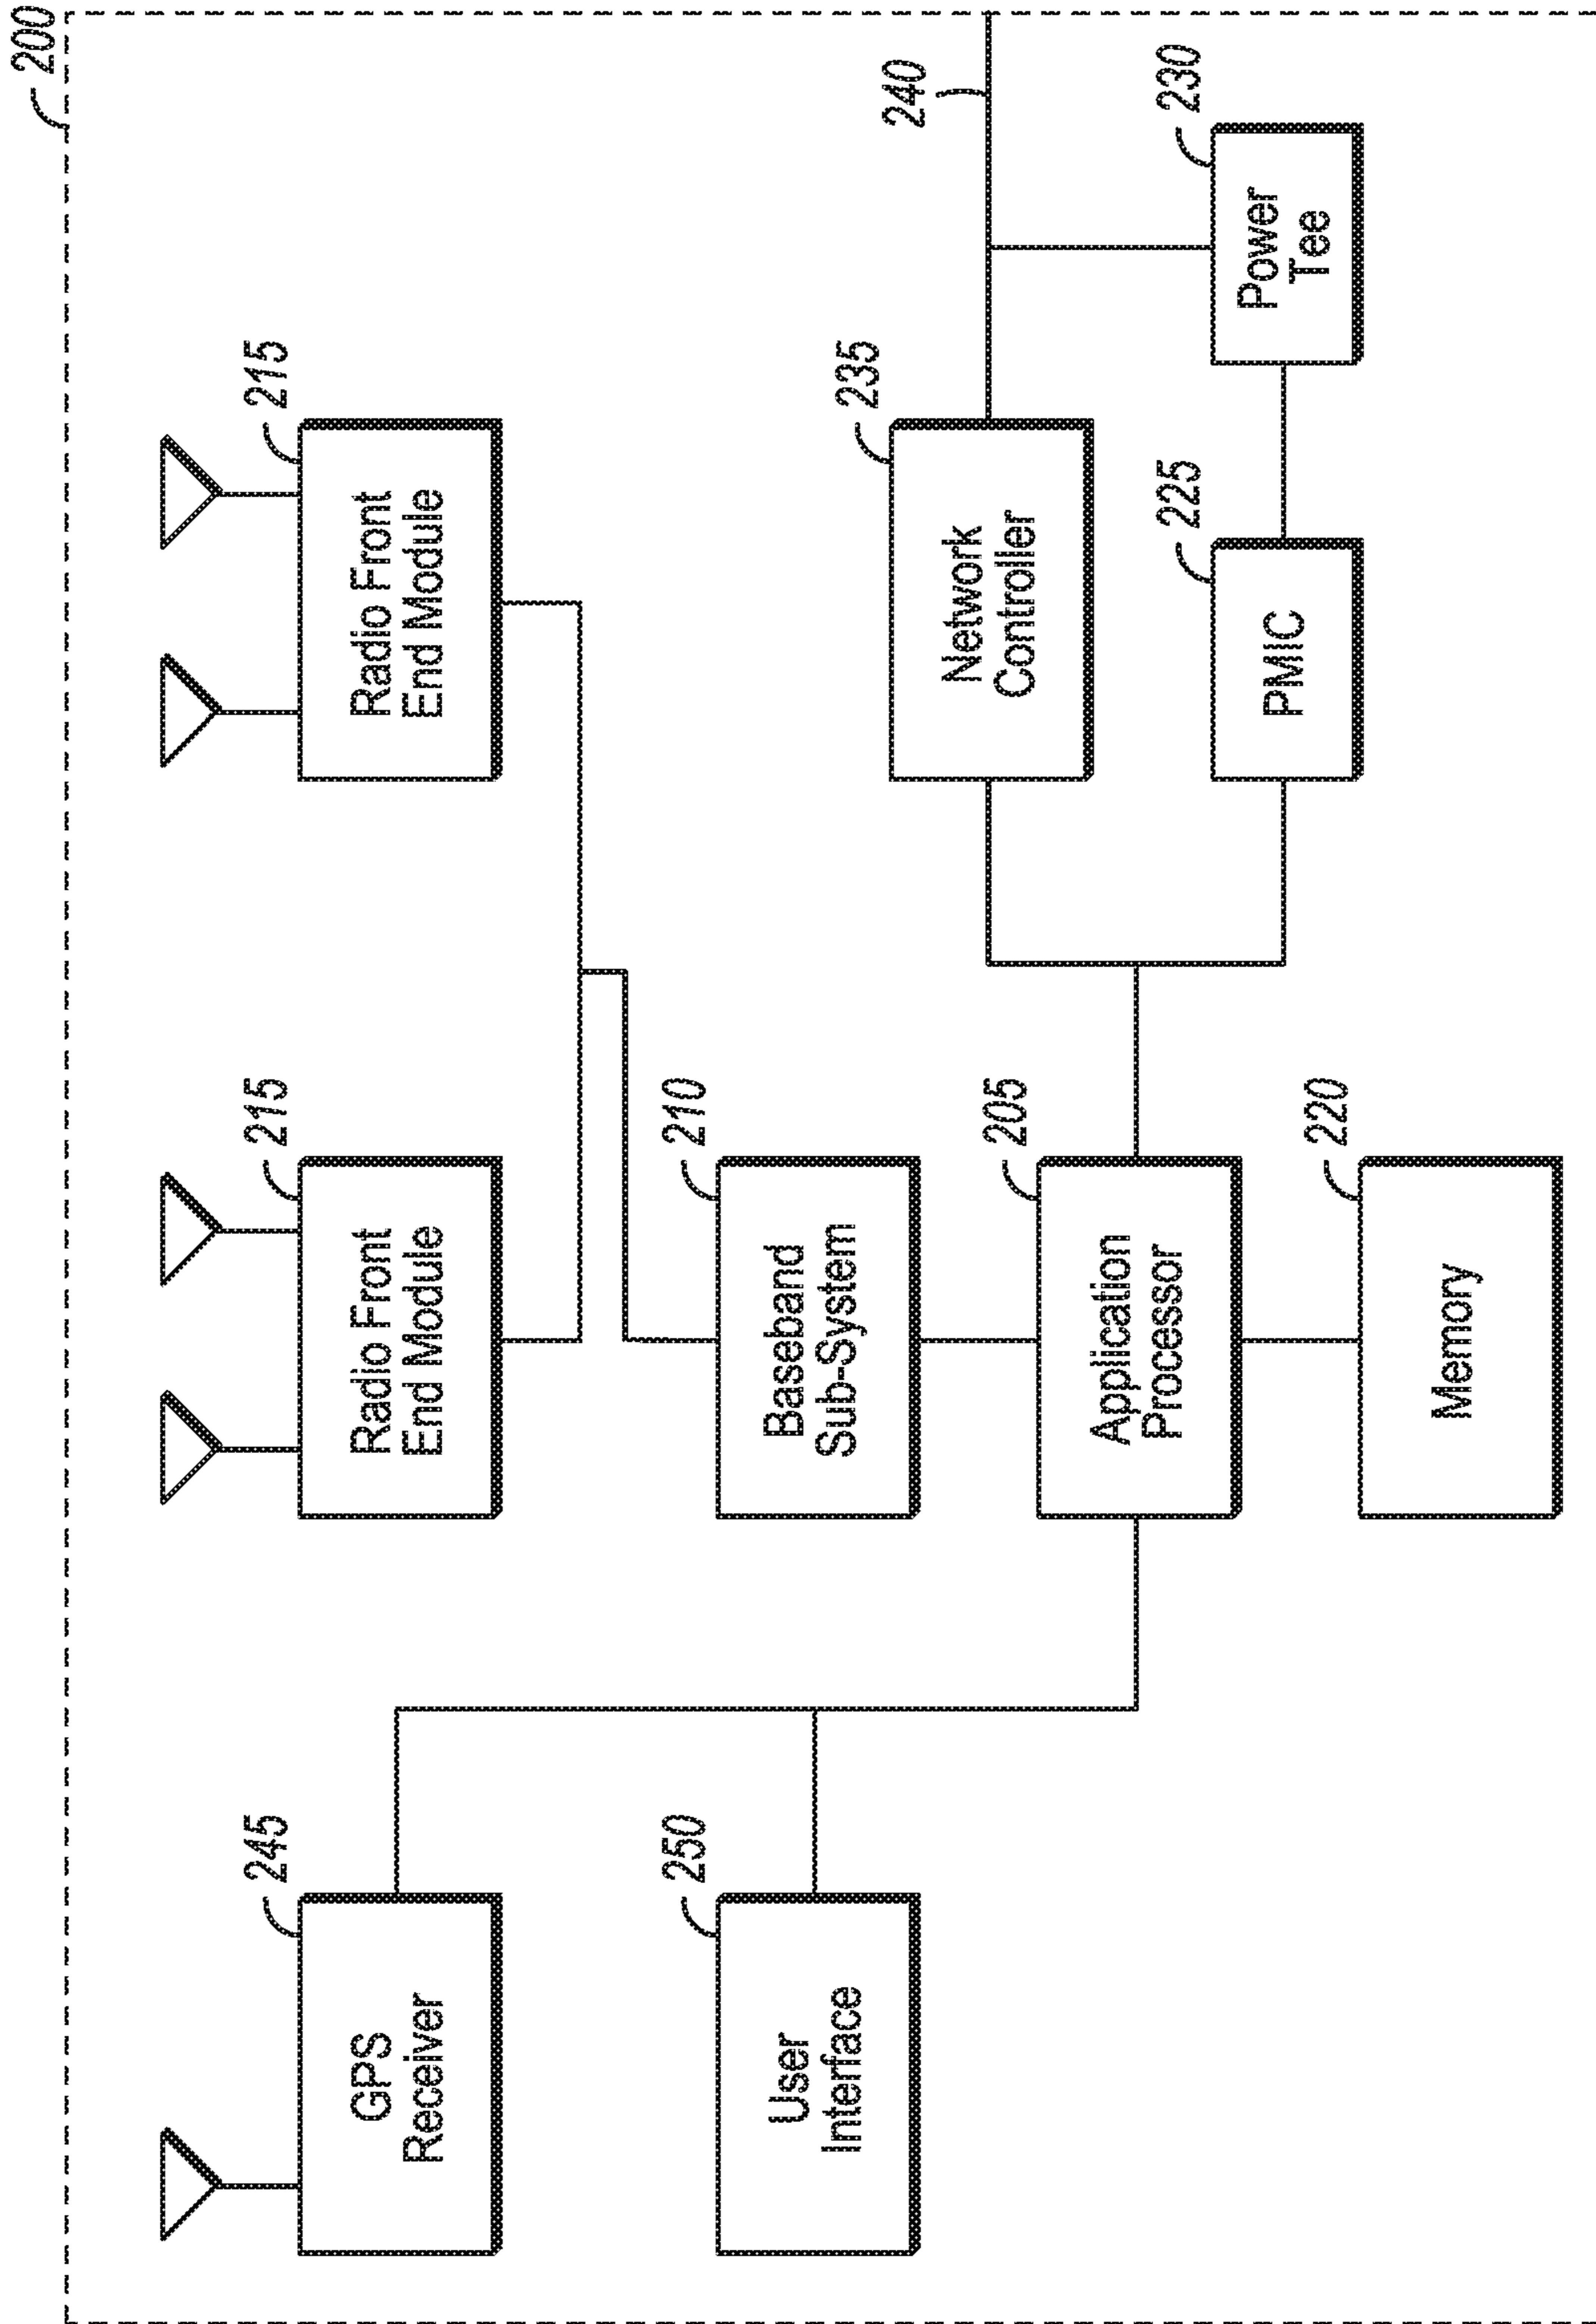 200
245
GPS
Receiver
250
User
Interface
215
Radio Front
End Module
215
Radio Front
End Module
210
Baseband
Sub-System
205
Application
Processor
220
Memory
235
Network
Controller
240
225
PMIC
230
Power
Tee